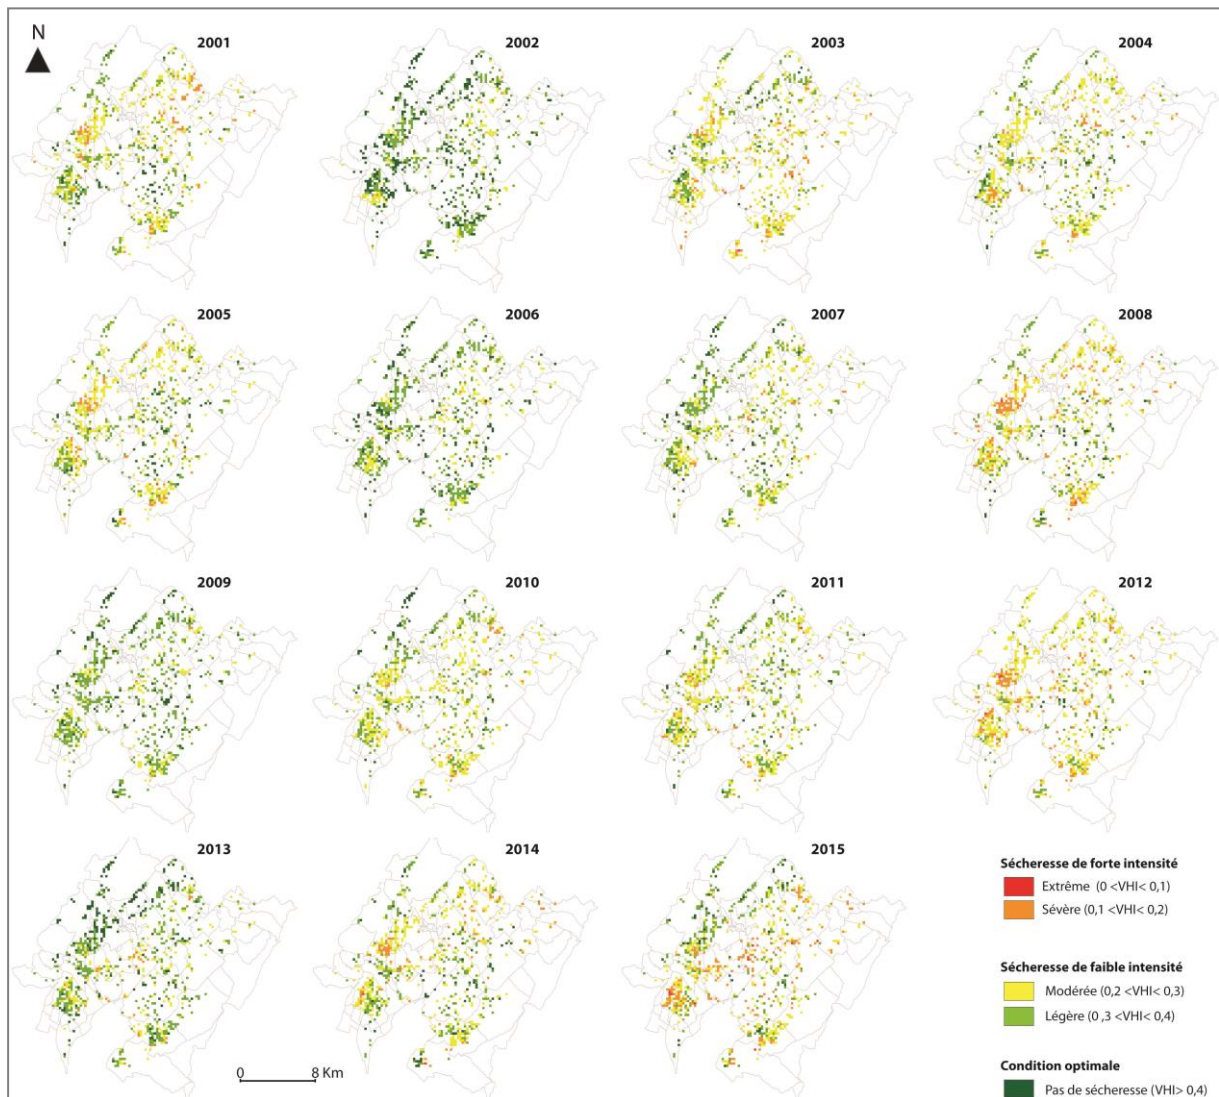 N
2001
2002
2003
2004
2005
2006
2007
2008
2009
2010
2011
2012
2013
2014
2015
0 8 Km
Sécheresse de forte intensité
Extrême (0 <VHI< 0,1)
Sévère (0,1 <VHI< 0,2)
Sécheresse de faible intensité
Modérée (0,2 <VHI< 0,3)
Légère (0 ,3 <VHI< 0,4)
Condition optimale
Pas de sécheresse (VHI> 0,4)